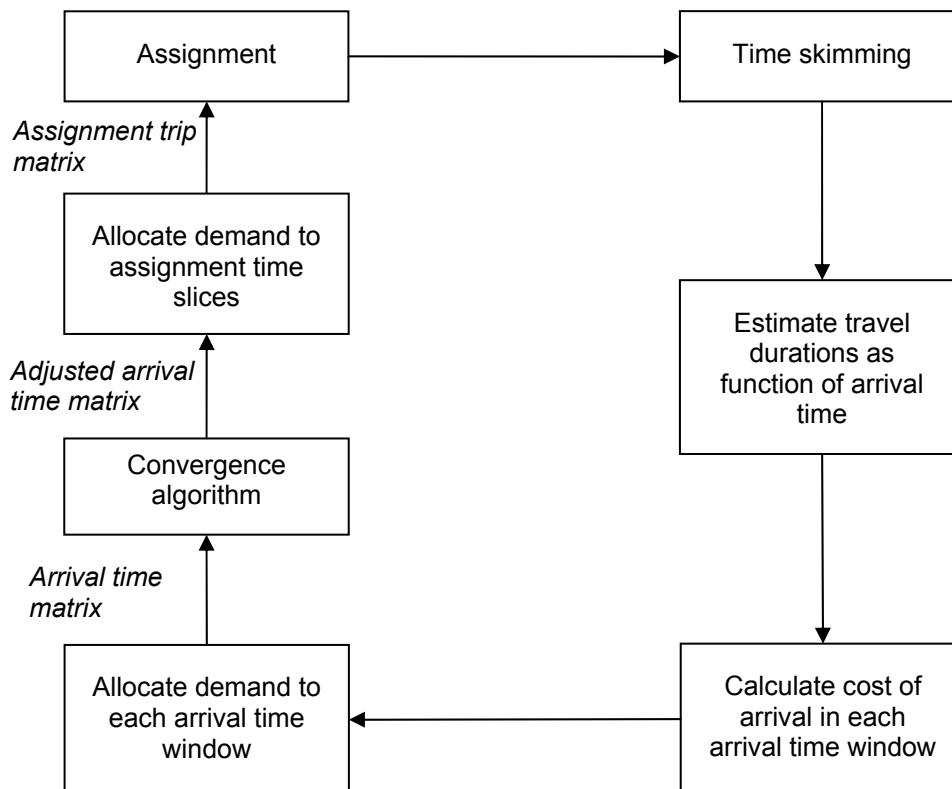 Assignment
Time skimming
Assignment trip
matrix
Allocate demand to
assignment time
slices
Estimate travel
durations as
function of arrival
time
Adjusted arrival
time matrix
Convergence
algorithm
Arrival time
matrix
Allocate demand to
each arrival time
window
Calculate cost of
arrival in each
arrival time window